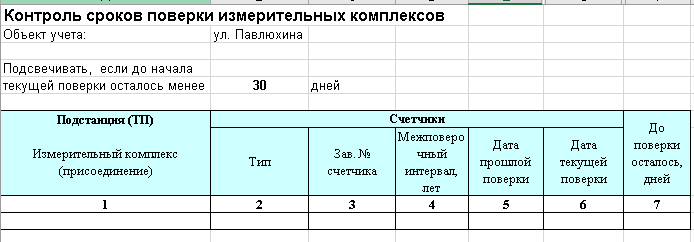 Контроль сроков поверки измерительных комплексов
Объект учета: ул. Павлюхина
Подсвечивать, если до начала
текущей поверки осталось менее 30 дней
Подстанция (ТП)
Измерительный комплекс
(присоединение)
Счетчики
Тип
Зав. №
счетчика
Межповеро
чный
интервал,
лет
Дата
прошлой
поверки
Дата
текущей
поверки
До
поверки
осталось,
дней
1 2 3 4 5 6 7